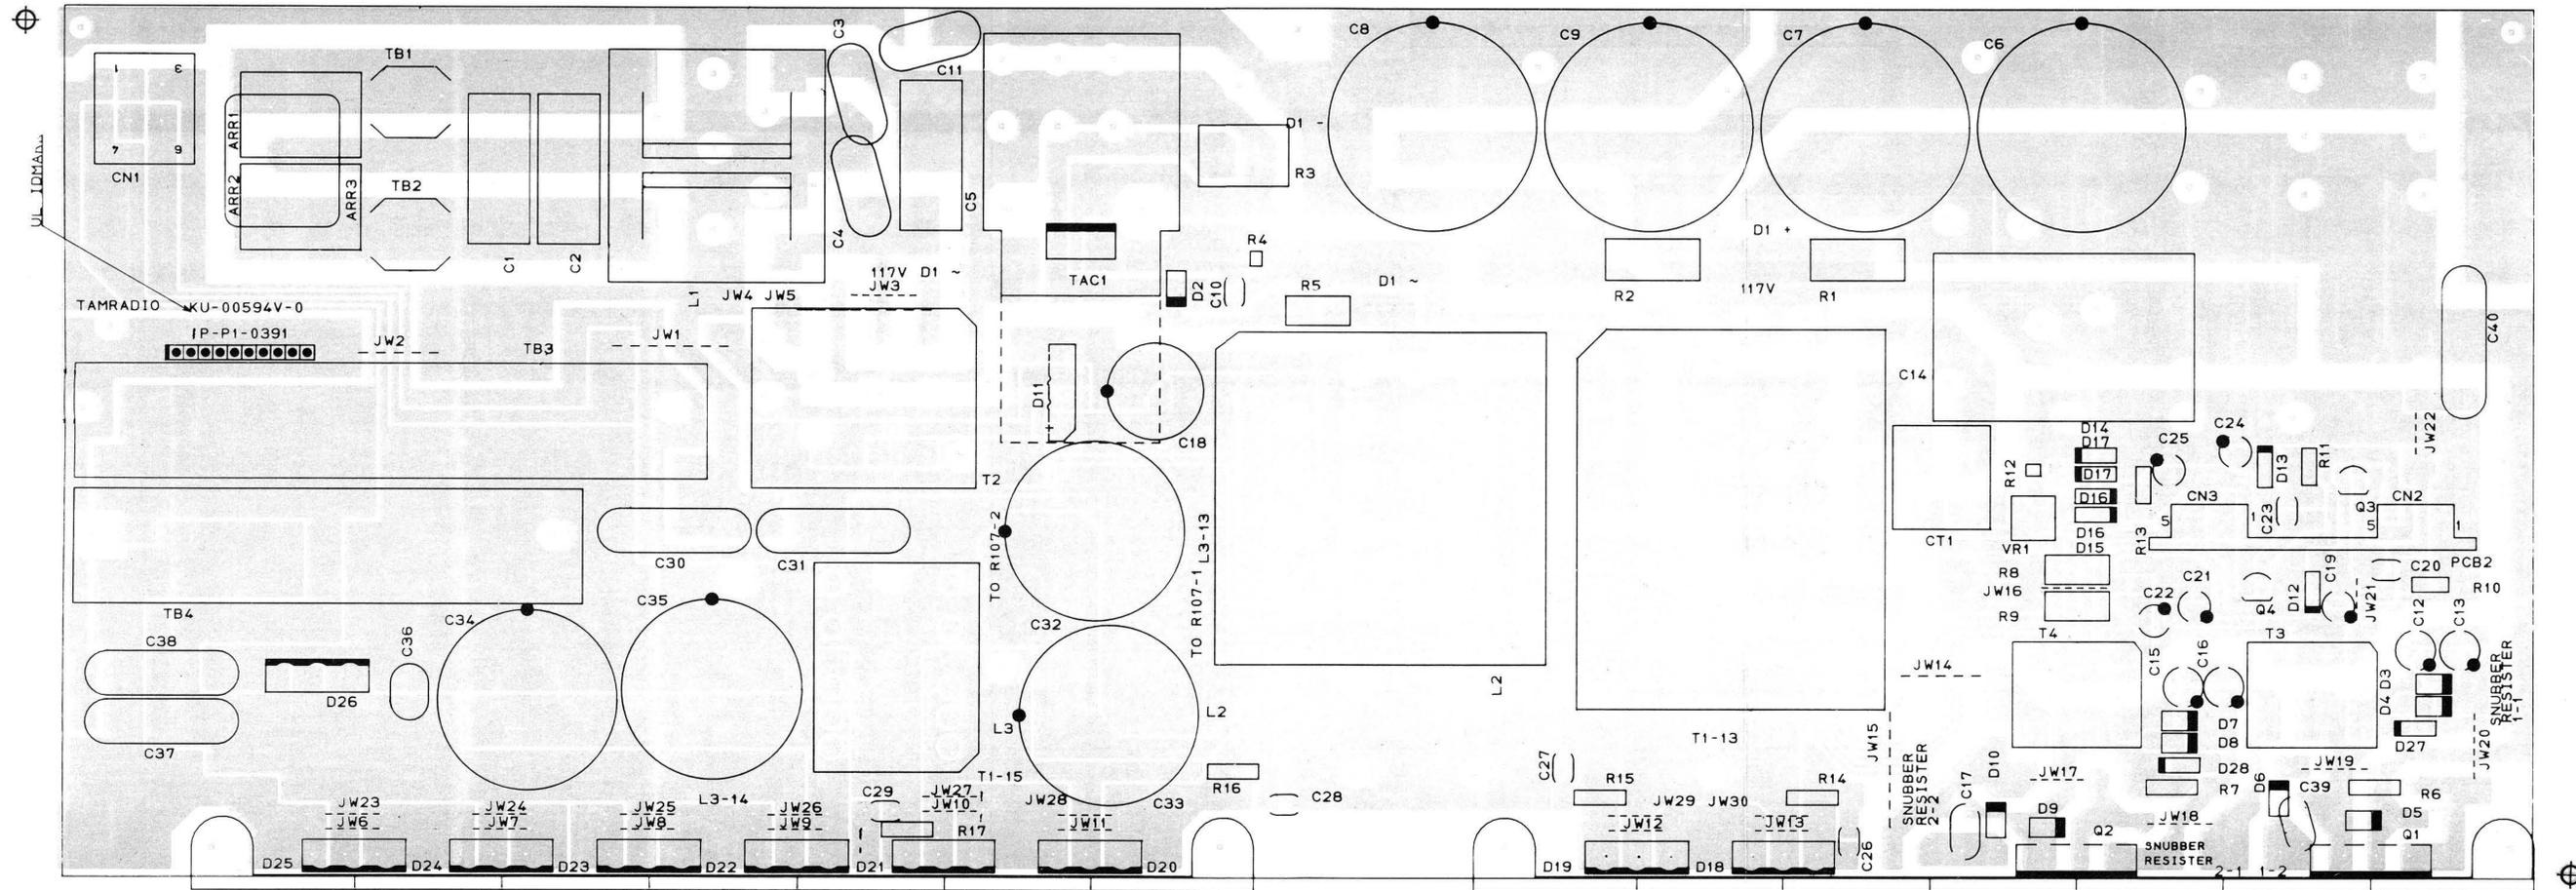 C3
C8
C9
C7
C6
TB1
C11
1
3
ARR1
4
6
CN1
ARR2
TB2
ARR3
C5
C4
D1 -
R3
C1
C2
L1
JW4 JW5
117V D1 ~
JW3
TAC1
D2
C10
R4
R5
D1 ~
D1 +
R2
117V
R1
C40
TAMRADIO
KU-00594V-0
IP-P1-0391
JW2
TB3
JW1
D11
+
C18
C14
T2
TO R107-2
L3-13
TO R107-1
CT1
R12
VR1
D14
D17
D17
D16
D16
D15
R13
C25
C24
D13
R11
JW22
CN3
CN2
5
1
C23
Q3
5
1
PCB2
R8
JW16
R9
C22
C21
Q4
D12
C19
JW21
C20
R10
C12
C13
C30
C31
C32
TB4
C34
C35
C36
C38
C37
D26
L3
L2
L2
T1-15
L3-14
C33
T1-13
JW14
JW15
T4
T3
C15
C16
D3
D4
D7
D8
D27
D28
R7
JW17
JW19
JW20
SNUBBER
RESISTER
1-1
SNUBBER
RESISTER
2-2
C17
D10
D9
D6
C39
R6
D5
JW18
Q2
Q1
SNUBBER
RESISTER
2-1
1-2
JW23
JW6
JW24
JW7
JW25
JW8
JW26
JW9
C29
JW27
JW10
R17
JW28
JW11
R16
C28
C27
R15
R14
JW29
JW30
JW12
JW13
C26
D25
D24
D23
D22
D21
D20
D19
D18